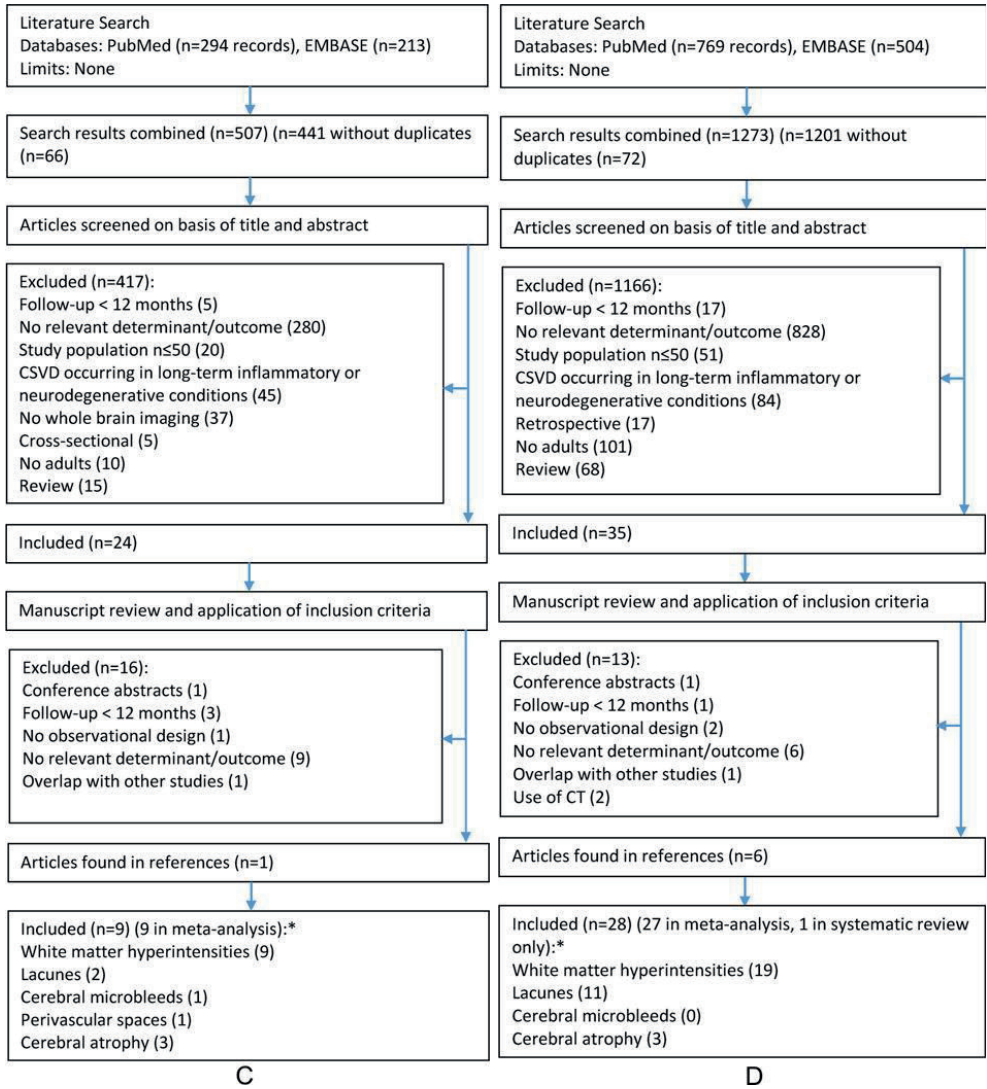 Literature Search
Databases: PubMed (n=294 records), EMBASE (n=213)
Limits: None
Search results combined (n=507) (n=441 without duplicates
(n=66)
Articles screened on basis of title and abstract
Excluded (n=417):
Follow-up < 12 months (5)
No relevant determinant/outcome (280)
Study population n≤50 (20)
CSVD occurring in long-term inflammatory or
neurodegenerative conditions (45)
No whole brain imaging (37)
Cross-sectional (5)
No adults (10)
Review (15)
Included (n=24)
Manuscript review and application of inclusion criteria
Excluded (n=16):
Conference abstracts (1)
Follow-up < 12 months (3)
No observational design (1)
No relevant determinant/outcome (9)
Overlap with other studies (1)
Articles found in references (n=1)
Included (n=9) (9 in meta-analysis):*
White matter hyperintensities (9)
Lacunes (2)
Cerebral microbleeds (1)
Perivascular spaces (1)
Cerebral atrophy (3)
C
Literature Search
Databases: PubMed (n=769 records), EMBASE (n=504)
Limits: None
Search results combined (n=1273) (n=1201 without
duplicates (n=72)
Articles screened on basis of title and abstract
Excluded (n=1166):
Follow-up < 12 months (17)
No relevant determinant/outcome (828)
Study population n≤50 (51)
CSVD occurring in long-term inflammatory or
neurodegenerative conditions (84)
Retrospective (17)
No adults (101)
Review (68)
Included (n=35)
Manuscript review and application of inclusion criteria
Excluded (n=13):
Conference abstracts (1)
Follow-up < 12 months (1)
No observational design (2)
No relevant determinant/outcome (6)
Overlap with other studies (1)
Use of CT (2)
Articles found in references (n=6)
Included (n=28) (27 in meta-analysis, 1 in systematic review
only):*
White matter hyperintensities (19)
Lacunes (11)
Cerebral microbleeds (0)
Cerebral atrophy (3)
D